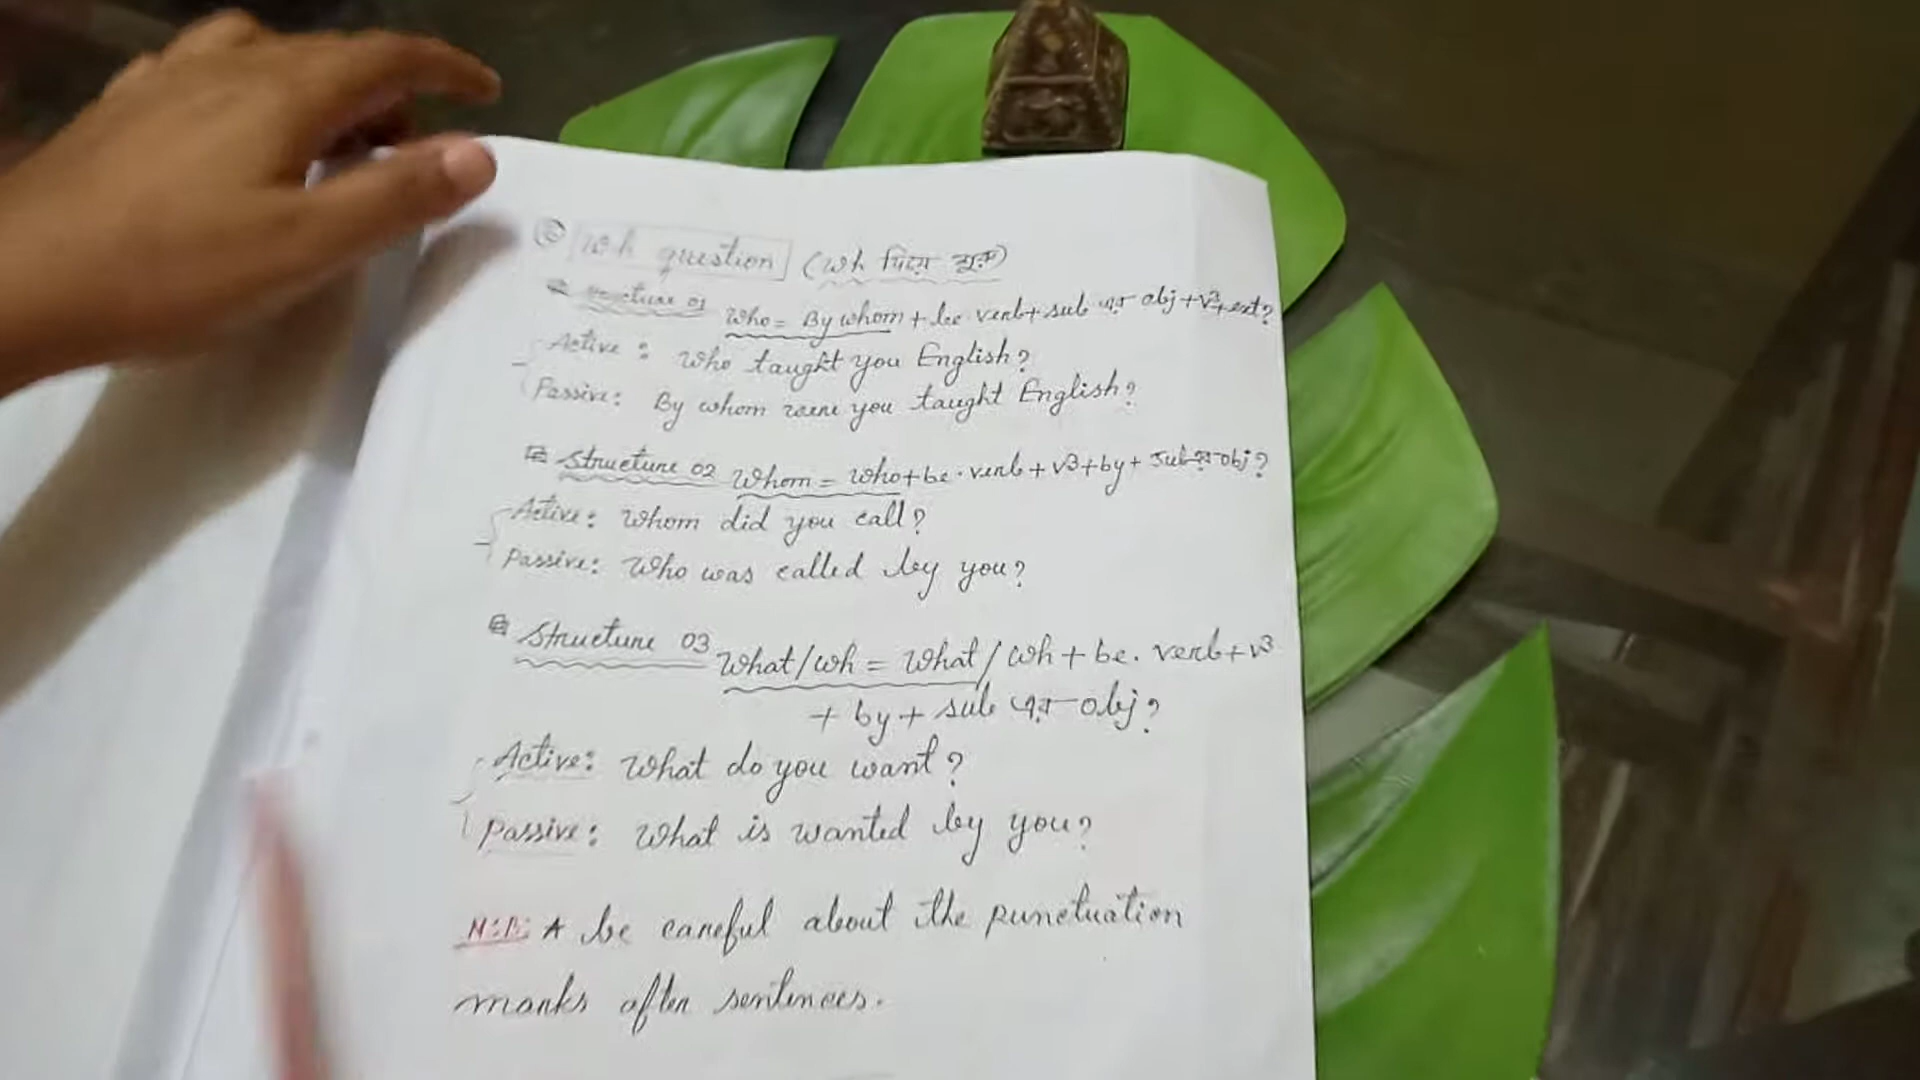 Wh question (Wh দিয়ে শুরু)
Structure 01 Who = By whom + be verb + sub এর obj + v3 + ext?
Active : Who taught you English?
Passive: By whom were you taught English?
Structure 02 Whom = who + be. verb + v3 + by + sub এর obj?
Active: Whom did you call?
Passive: Who was called by you?
Structure 03 What/wh = What/wh + be. verb + v3
+ by + sub এর obj?
Active: What do you want?
Passive: What is wanted by you?
N:B: ★ be careful about the punctuation
marks after sentences.